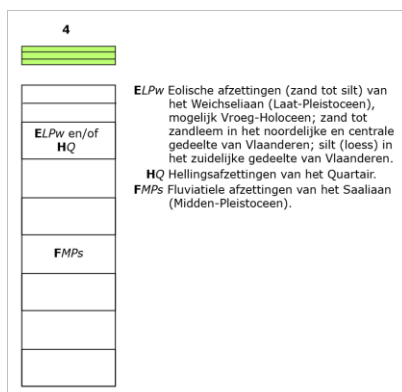 4
ELPw en/of
HQ
FMPs
ELPw Eolische afzettingen (zand tot silt) van
het Weichseliaan (Laat-Pleistoceen),
mogelijk Vroeg-Holoceen; zand tot
zandleem in het noordelijke en centrale
gedeelte van Vlaanderen; silt (loess) in
het zuidelijke gedeelte van Vlaanderen.
HQ Hellingsafzettingen van het Quartair.
FMPs Fluviatiele afzettingen van het Saaliaan
(Midden-Pleistoceen).